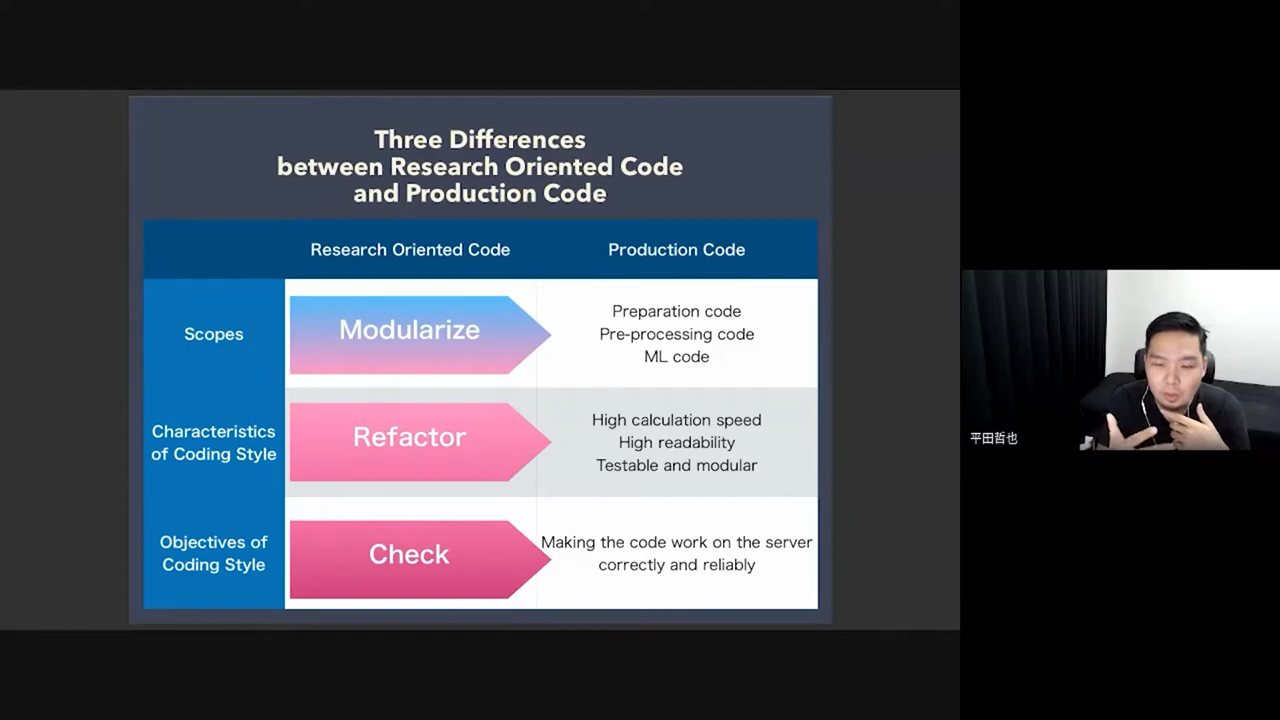 Three Differences
between Research Oriented Code
and Production Code
Research Oriented Code
Production Code
Scopes
Modularize
Preparation code
Pre-processing code
ML code
Characteristics
of Coding Style
Refactor
High calculation speed
High readability
Testable and modular
Objectives of
Coding Style
Check
Making the code work on the server
correctly and reliably
平田哲也